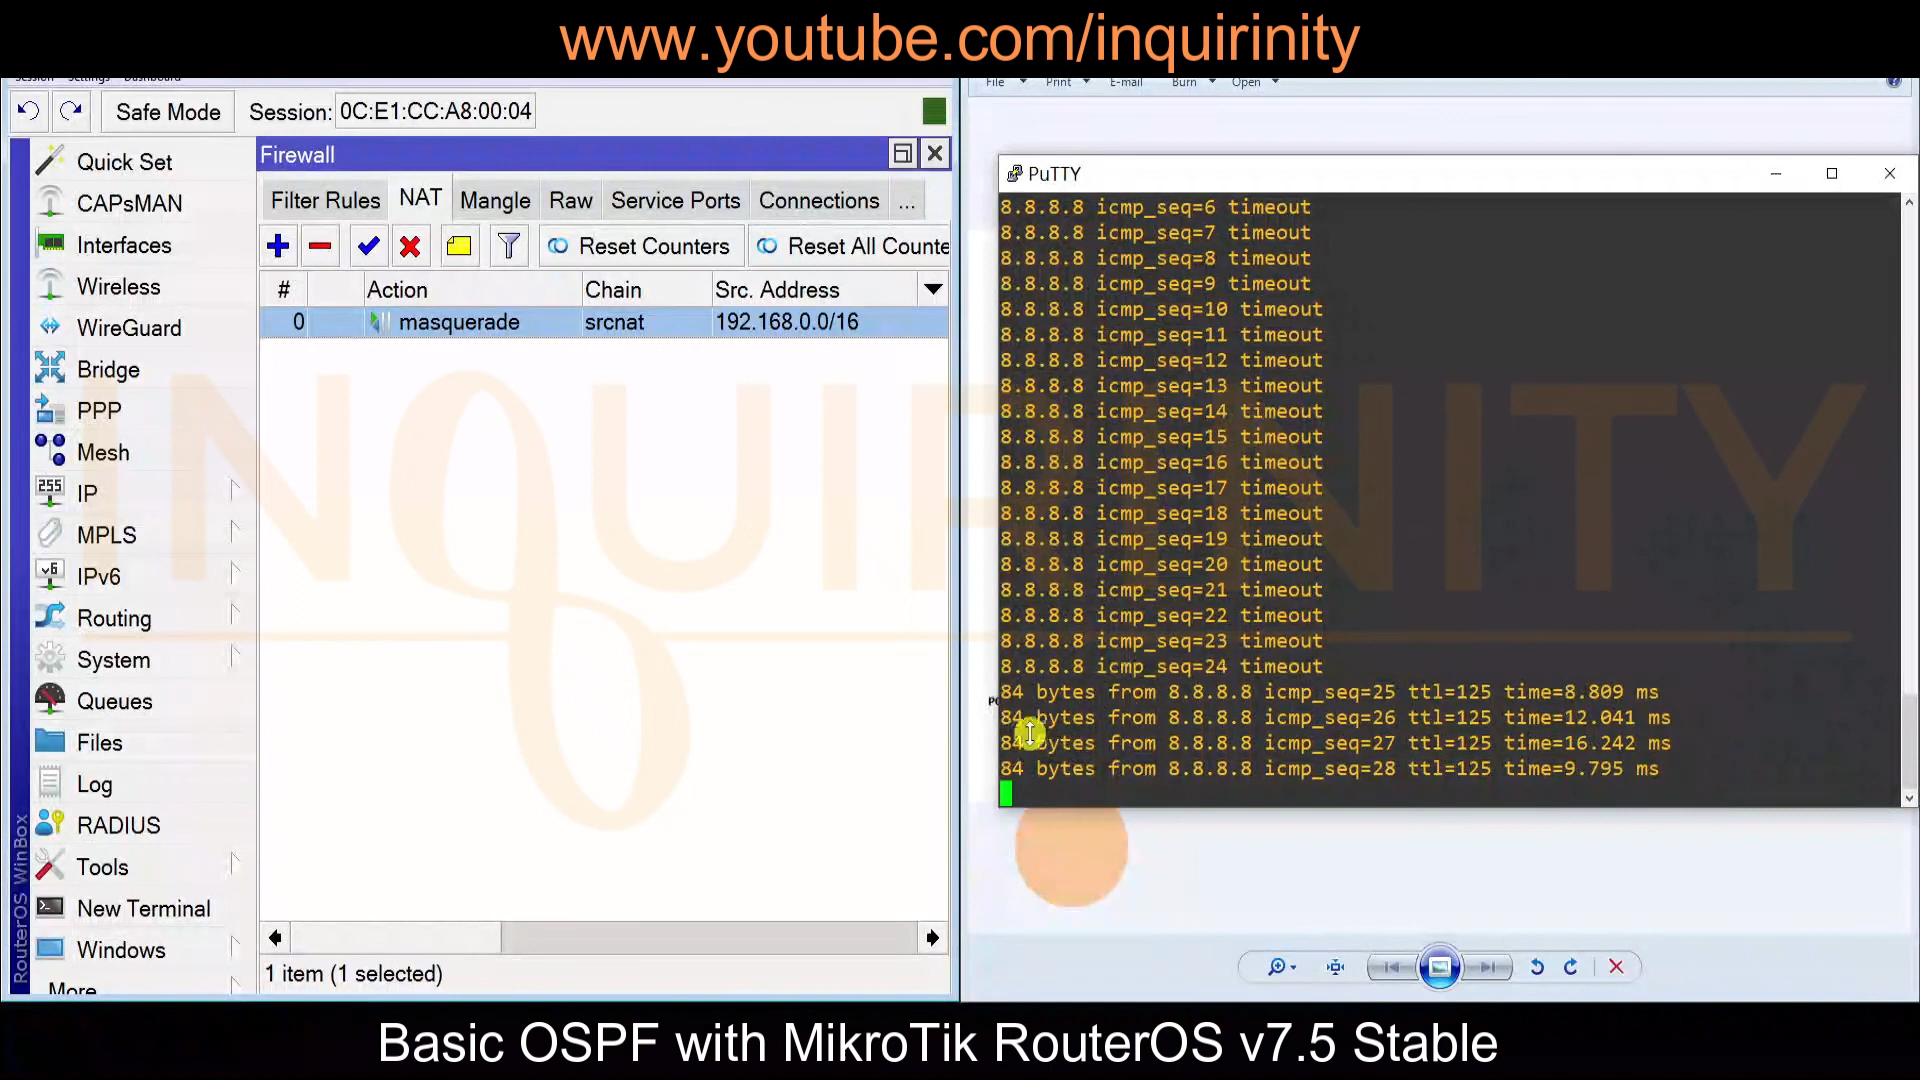 www.youtube.com/inquirinity
Session Settings Dashboard
Safe Mode Session: 0C:E1:CC:A8:00:04
Quick Set
CAPsMAN
Interfaces
Wireless
WireGuard
Bridge
PPP
Mesh
IP
MPLS
IPv6
Routing
System
Queues
Files
Log
RADIUS
Tools
New Terminal
Windows
More
RouterOS WinBox
Firewall
Filter Rules NAT Mangle Raw Service Ports Connections ...
Reset Counters Reset All Counte
# Action Chain Src. Address
0 masquerade srcnat 192.168.0.0/16
1 item (1 selected)
File Print E-mail Burn Open
PuTTY
8.8.8.8 icmp_seq=6 timeout
8.8.8.8 icmp_seq=7 timeout
8.8.8.8 icmp_seq=8 timeout
8.8.8.8 icmp_seq=9 timeout
8.8.8.8 icmp_seq=10 timeout
8.8.8.8 icmp_seq=11 timeout
8.8.8.8 icmp_seq=12 timeout
8.8.8.8 icmp_seq=13 timeout
8.8.8.8 icmp_seq=14 timeout
8.8.8.8 icmp_seq=15 timeout
8.8.8.8 icmp_seq=16 timeout
8.8.8.8 icmp_seq=17 timeout
8.8.8.8 icmp_seq=18 timeout
8.8.8.8 icmp_seq=19 timeout
8.8.8.8 icmp_seq=20 timeout
8.8.8.8 icmp_seq=21 timeout
8.8.8.8 icmp_seq=22 timeout
8.8.8.8 icmp_seq=23 timeout
8.8.8.8 icmp_seq=24 timeout
84 bytes from 8.8.8.8 icmp_seq=25 ttl=125 time=8.809 ms
84 bytes from 8.8.8.8 icmp_seq=26 ttl=125 time=12.041 ms
84 bytes from 8.8.8.8 icmp_seq=27 ttl=125 time=16.242 ms
84 bytes from 8.8.8.8 icmp_seq=28 ttl=125 time=9.795 ms
INQUIRINITY
Basic OSPF with MikroTik RouterOS v7.5 Stable